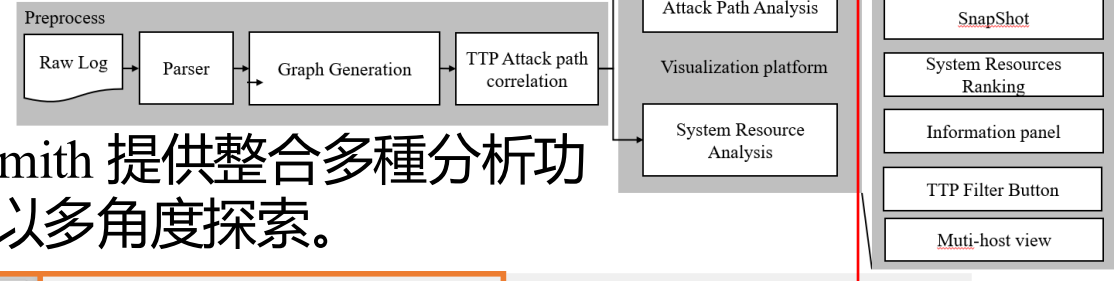 Preprocess
Raw Log
Parser
Graph Generation
TTP Attack path
correlation
Attack Path Analysis
Visualization platform
System Resource
Analysis
SnapShot
System Resources
Ranking
Information panel
TTP Filter Button
Muti-host view
mith 提供整合多種分析功
以多角度探索。